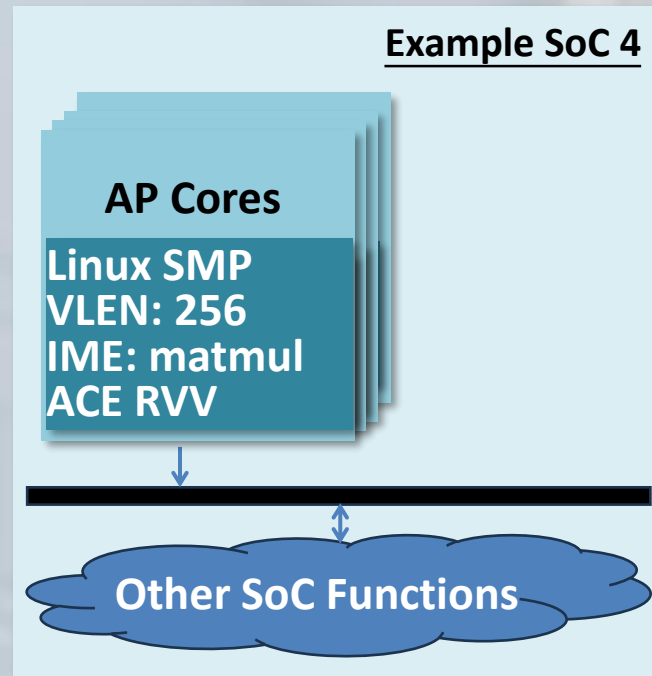 Example SoC 4
AP Cores
Linux SMP
VLEN: 256
IME: matmul
ACE RVV
Other SoC Functions